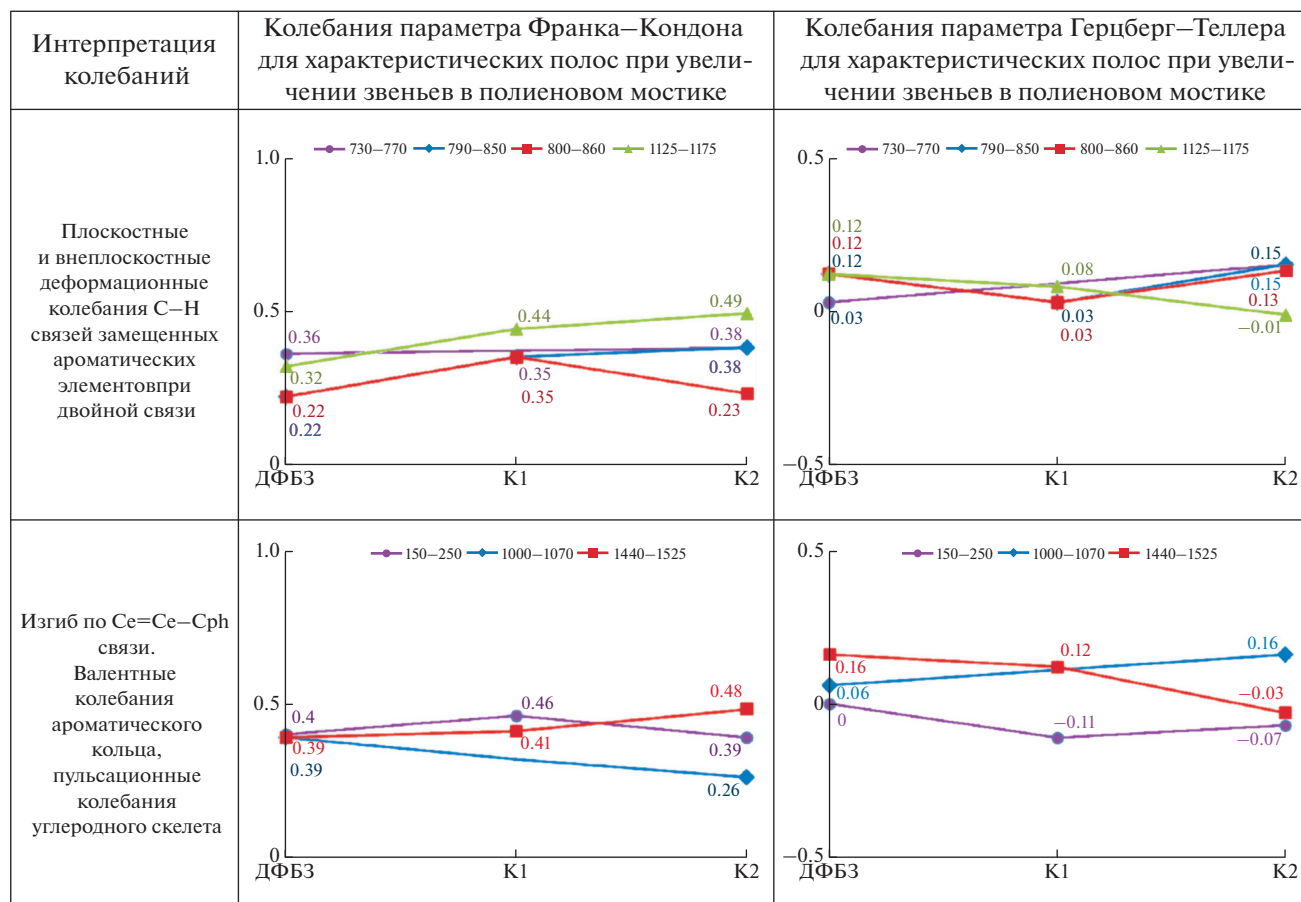 Интерпретация
колебаний
Колебания параметра Франка–Кондона
для характеристических полос при увели-
чении звеньев в полиеновом мостике
Колебания параметра Герцберг–Теллера
для характеристических полос при увели-
чении звеньев в полиеновом мостике
Плоскостные
и внеплоскостные
деформационные
колебания С–Н
связей замещенных
ароматических
элементовпри
двойной связи
1.0
730–770 790–850 800–860 1125–1175
0.5
0.36
0.32
0.22
0.22
0.44
0.35
0.35
0.49
0.38
0.38
0.23
0
ДФБЗ К1 К2
0.5
730–770 790–850 800–860 1125–1175
0.12
0.12
0.12
0
0.03
0.08
0.03
0.03
0.15
0.15
0.13
−0.01
−0.5
ДФБЗ К1 К2
Изгиб по Ce=Ce–Cph
связи.
Валентные
колебания
ароматического
кольца,
пульсационные
колебания
углеродного скелета
1.0
150–250 1000–1070 1440–1525
0.5
0.4
0.39
0.39
0.46
0.41
0.48
0.39
0.26
0
ДФБЗ К1 К2
0.5
150–250 1000–1070 1440–1525
0.16
0.06
0
0
0.12
−0.11
0.16
−0.03
−0.07
−0.5
ДФБЗ К1 К2